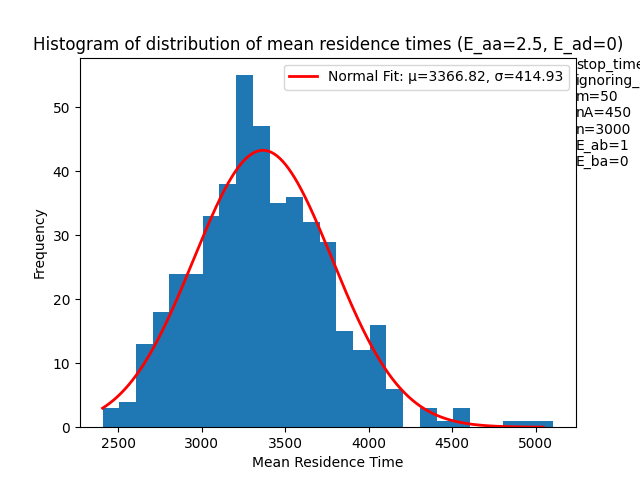 Histogram of distribution of mean residence times (E_aa=2.5, E_ad=0)
Normal Fit: μ=3366.82, σ=414.93
stop_time
ignoring_
m=50
nA=450
n=3000
E_ab=1
E_ba=0
Frequency
50
40
30
20
10
0
2500 3000 3500 4000 4500 5000
Mean Residence Time